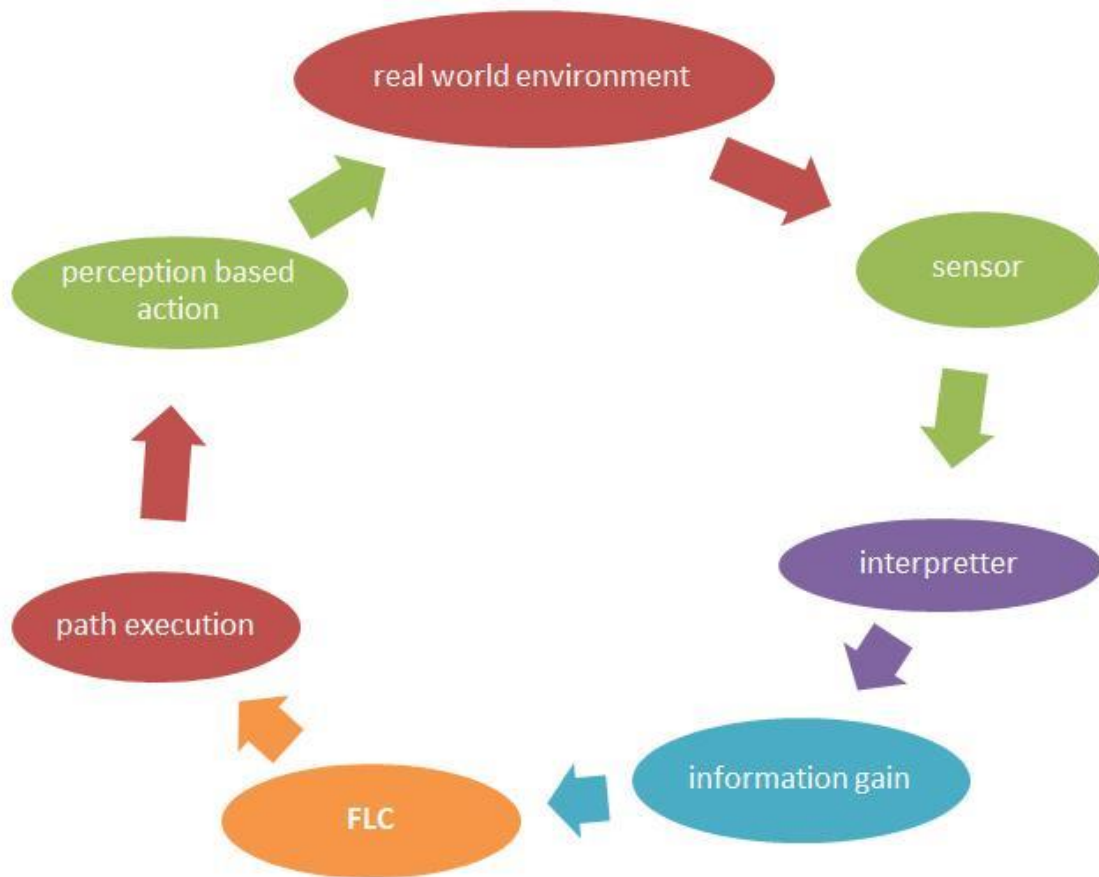 real world environment
sensor
interpretter
information gain
FLC
path execution
perception based
action